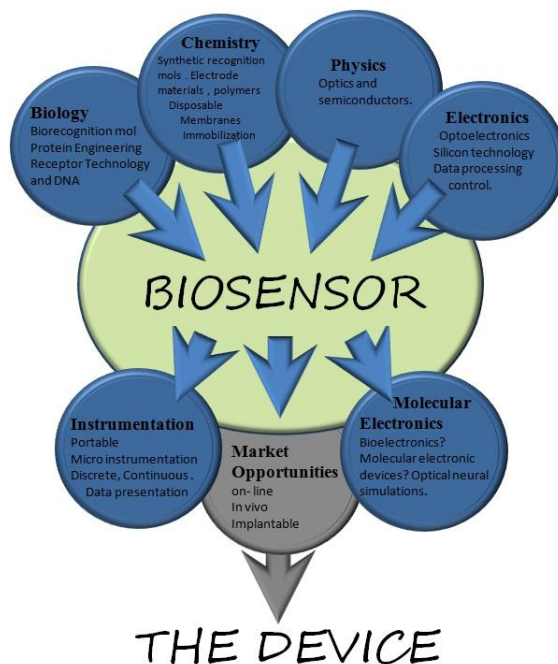 Chemistry
Synthetic recognition
mols . Electrode
materials , polymers
Disposable
Membranes
Immobilization
Physics
Optics and
semiconductors.
Biology
Biorecognition mol
Protein Engineering
Receptor Technology
and DNA
Electronics
Optoelectronics
Silicon technology
Data processing
control.
BIOSENSOR
Instrumentation
Portable
Micro instrumentation
Discrete, Continuous .
Data presentation
Market
Opportunities
on- line
In vivo
Implantable
Molecular
Electronics
Bioelectronics?
Molecular electronic
devices? Optical neural
simulations.
THE DEVICE